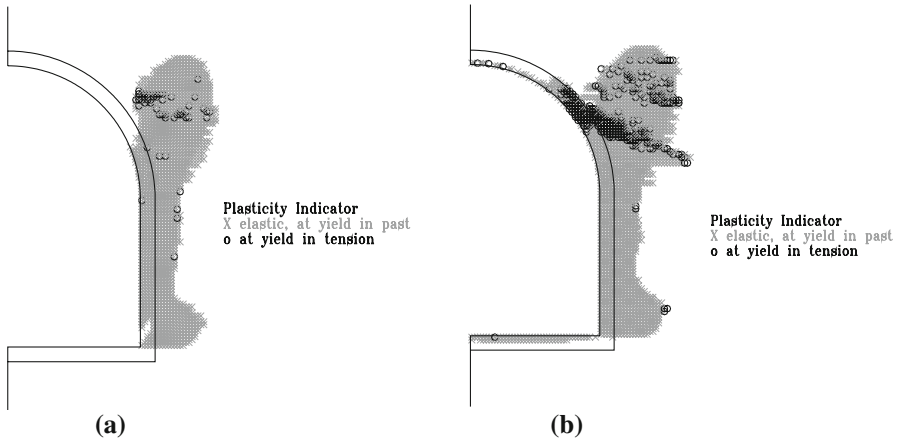 Plasticity Indicator
X elastic, at yield in past
o at yield in tension
Plasticity Indicator
X elastic, at yield in past
o at yield in tension
(a)
(b)